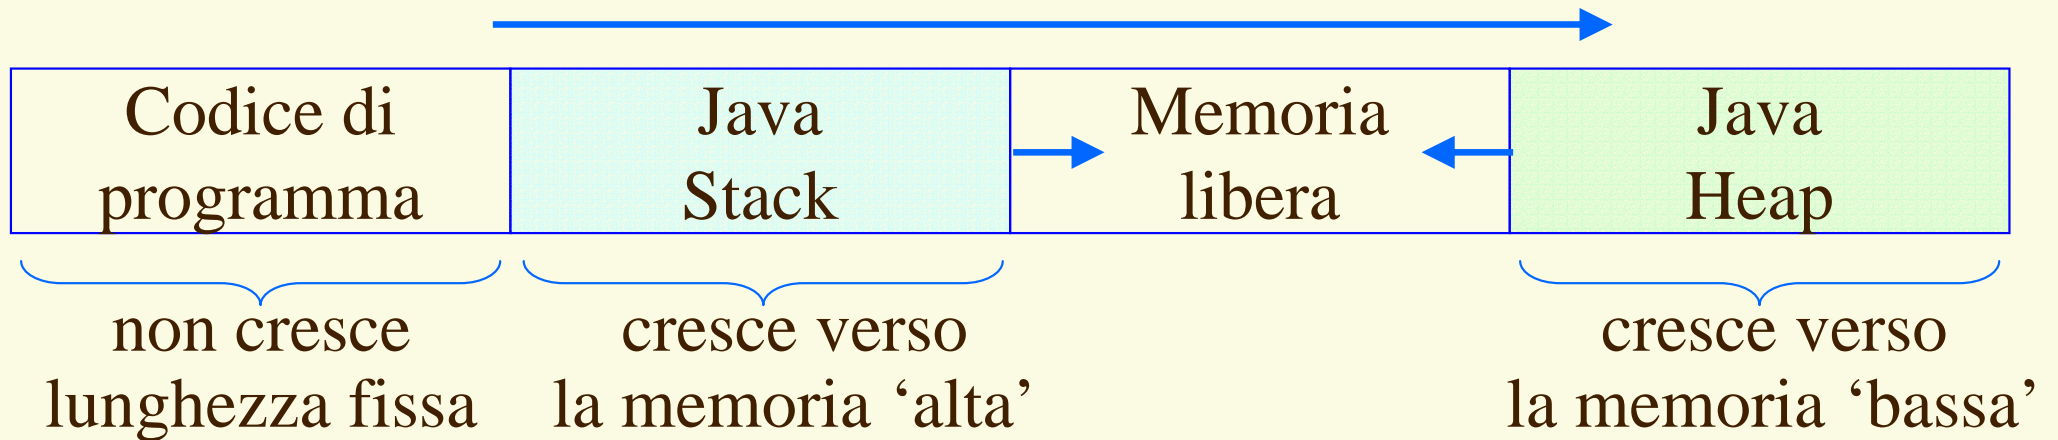 Codice di
programma
Java
Stack
Memoria
libera
Java
Heap
non cresce
lunghezza fissa
cresce verso
la memoria ‘alta’
cresce verso
la memoria ‘bassa’